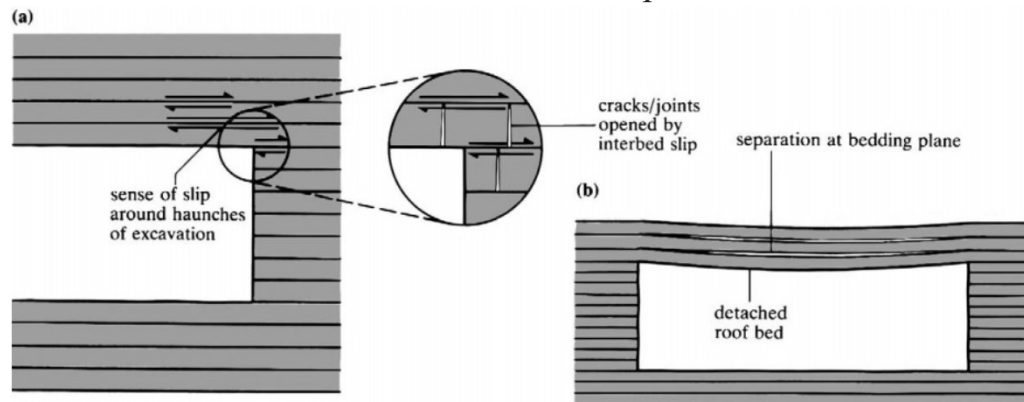 (a)
cracks/joints
opened by
interbed slip
sense of slip
around haunches
of excavation
separation at bedding plane
(b)
detached
roof bed